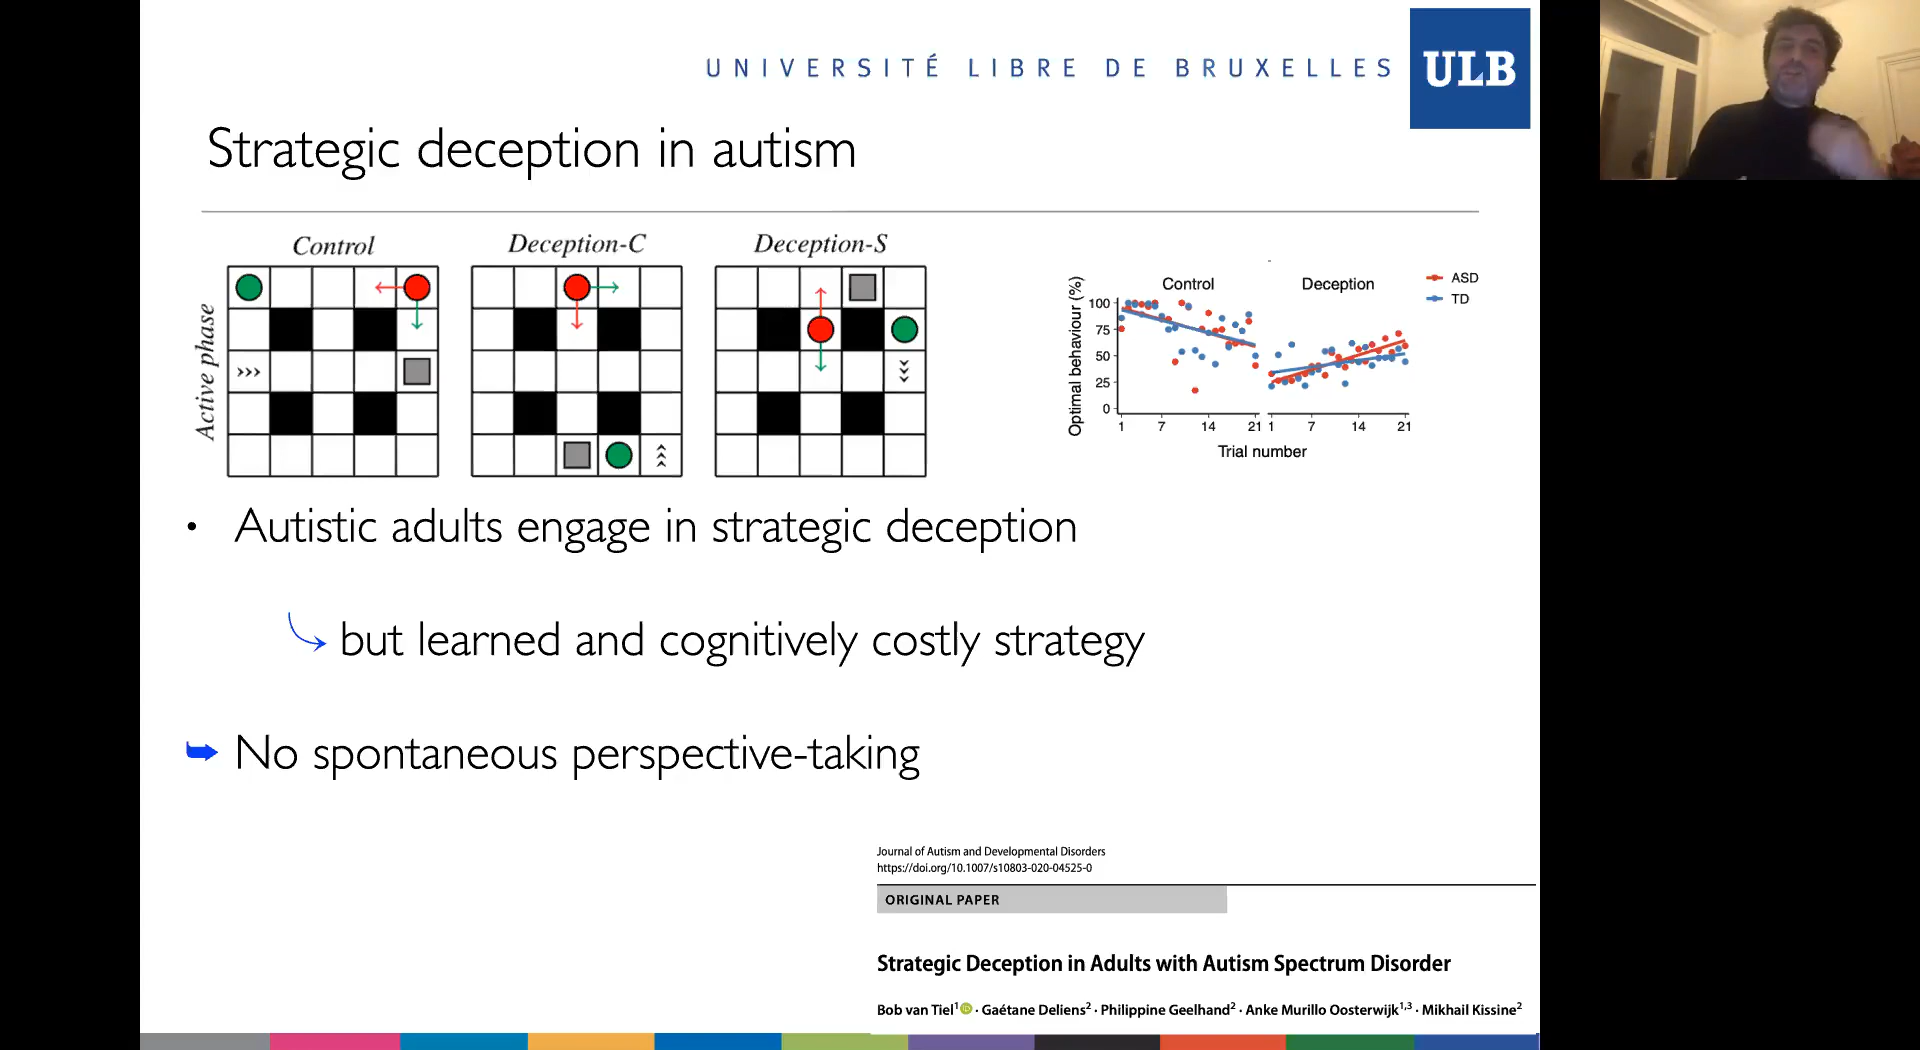 UNIVERSITÉ LIBRE DE BRUXELLES
ULB
Strategic deception in autism
Control
Deception-C
Deception-S
Active phase
›››
Control
Deception
ASD
TD
Optimal behaviour (%)
100
75
50
25
0
1 7 14 21 1 7 14 21
Trial number
• Autistic adults engage in strategic deception
but learned and cognitively costly strategy
No spontaneous perspective-taking
Journal of Autism and Developmental Disorders
https://doi.org/10.1007/s10803-020-04525-0
ORIGINAL PAPER
Strategic Deception in Adults with Autism Spectrum Disorder
Bob van Tiel1 · Gaétane Deliens2 · Philippine Geelhand2 · Anke Murillo Oosterwijk1,3 · Mikhail Kissine2